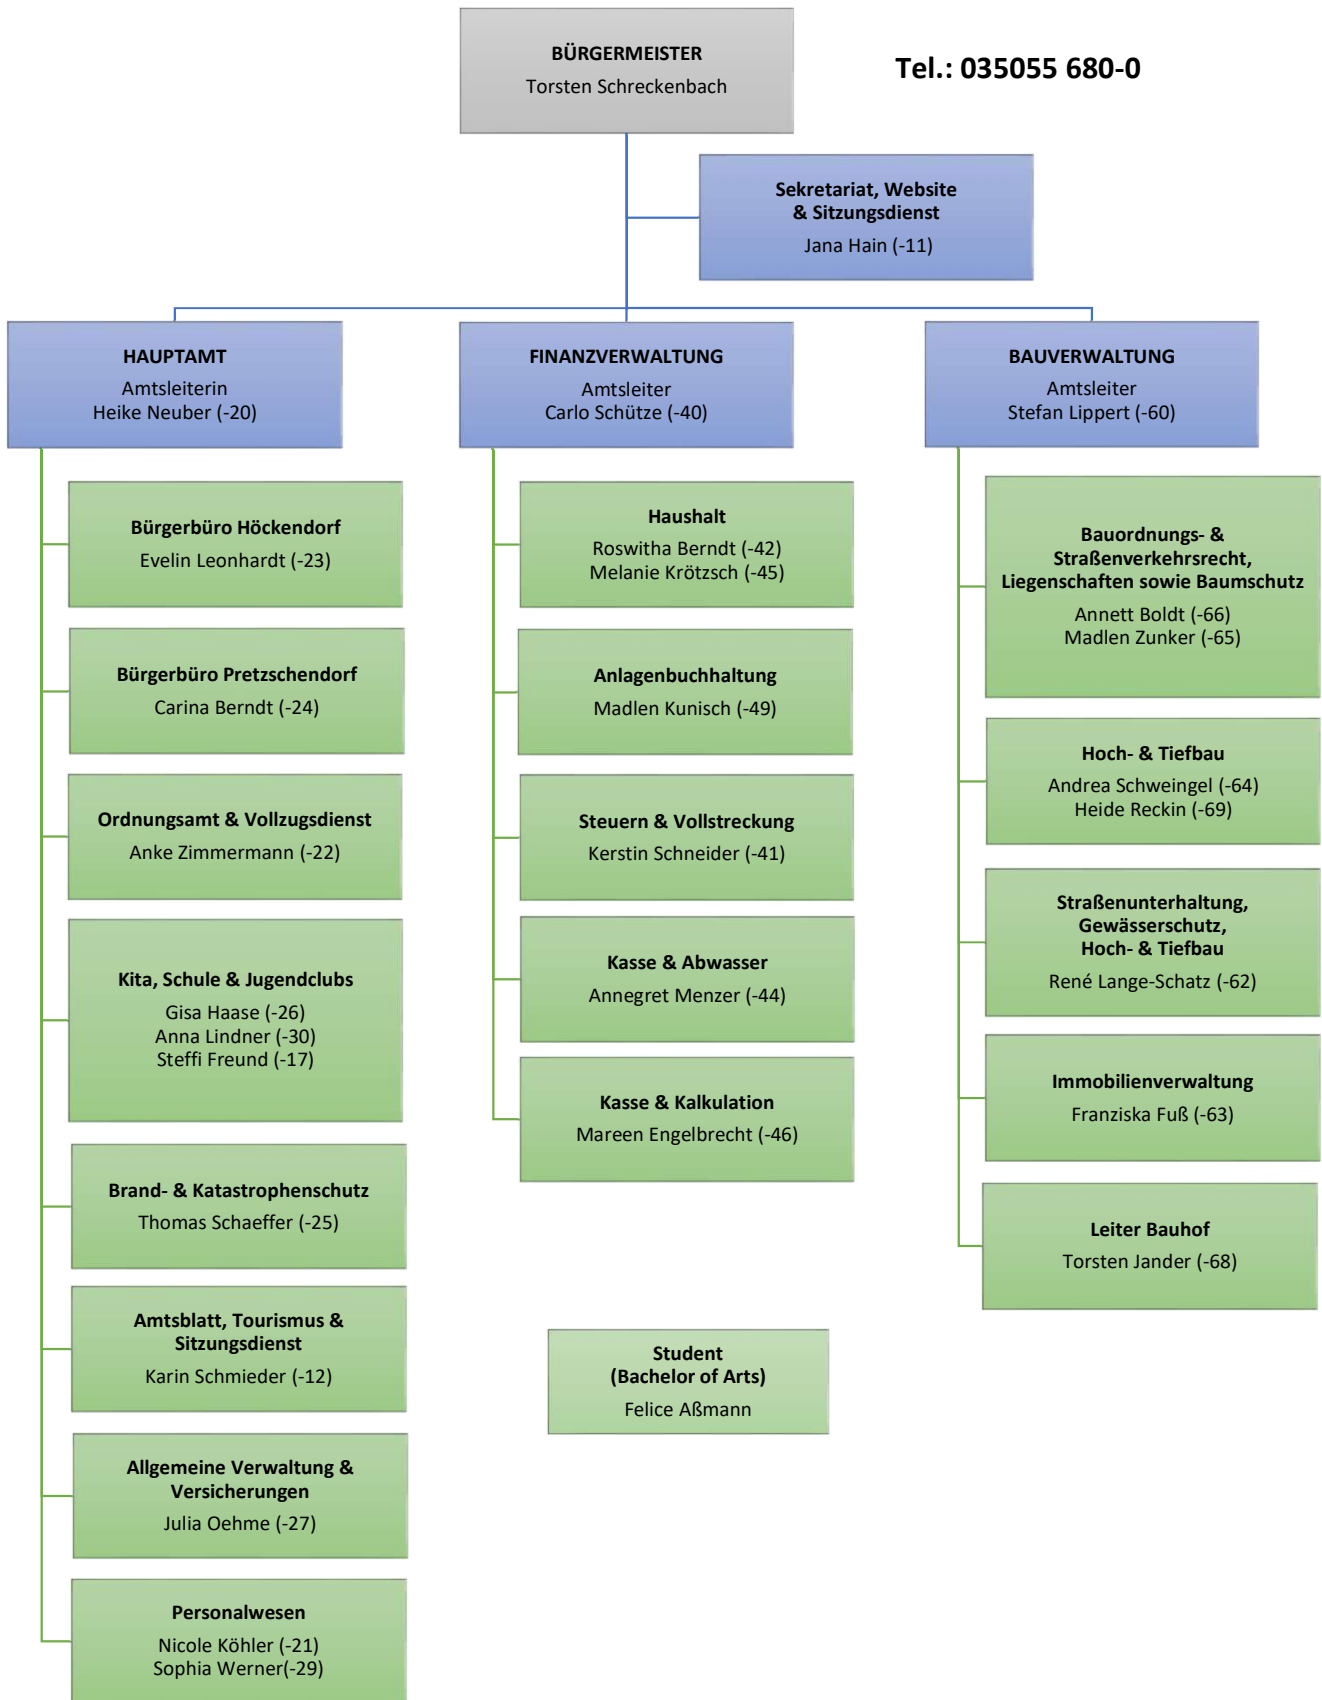 BÜRGERMEISTER
Torsten Schreckenbach
Tel.: 035055 680-0
Sekretariat, Website
& Sitzungsdienst
Jana Hain (-11)
HAUPTAMT
Amtsleiterin
Heike Neuber (-20)
Bürgerbüro Höckendorf
Evelin Leonhardt (-23)
Bürgerbüro Pretzschendorf
Carina Berndt (-24)
Ordnungsamt & Vollzugsdienst
Anke Zimmermann (-22)
Kita, Schule & Jugendclubs
Gisa Haase (-26)
Anna Lindner (-30)
Steffi Freund (-17)
Brand- & Katastrophenschutz
Thomas Schaeffer (-25)
Amtsblatt, Tourismus &
Sitzungsdienst
Karin Schmieder (-12)
Allgemeine Verwaltung &
Versicherungen
Julia Oehme (-27)
Personalwesen
Nicole Köhler (-21)
Sophia Werner(-29)
FINANZVERWALTUNG
Amtsleiter
Carlo Schütze (-40)
Haushalt
Roswitha Berndt (-42)
Melanie Krötzsch (-45)
Anlagenbuchhaltung
Madlen Kunisch (-49)
Steuern & Vollstreckung
Kerstin Schneider (-41)
Kasse & Abwasser
Annegret Menzer (-44)
Kasse & Kalkulation
Mareen Engelbrecht (-46)
Student
(Bachelor of Arts)
Felice Aßmann
BAUVERWALTUNG
Amtsleiter
Stefan Lippert (-60)
Bauordnungs- &
Straßenverkehrsrecht,
Liegenschaften sowie Baumschutz
Annett Boldt (-66)
Madlen Zunker (-65)
Hoch- & Tiefbau
Andrea Schweingel (-64)
Heide Reckin (-69)
Straßenunterhaltung,
Gewässerschutz,
Hoch- & Tiefbau
René Lange-Schatz (-62)
Immobilienverwaltung
Franziska Fuß (-63)
Leiter Bauhof
Torsten Jander (-68)